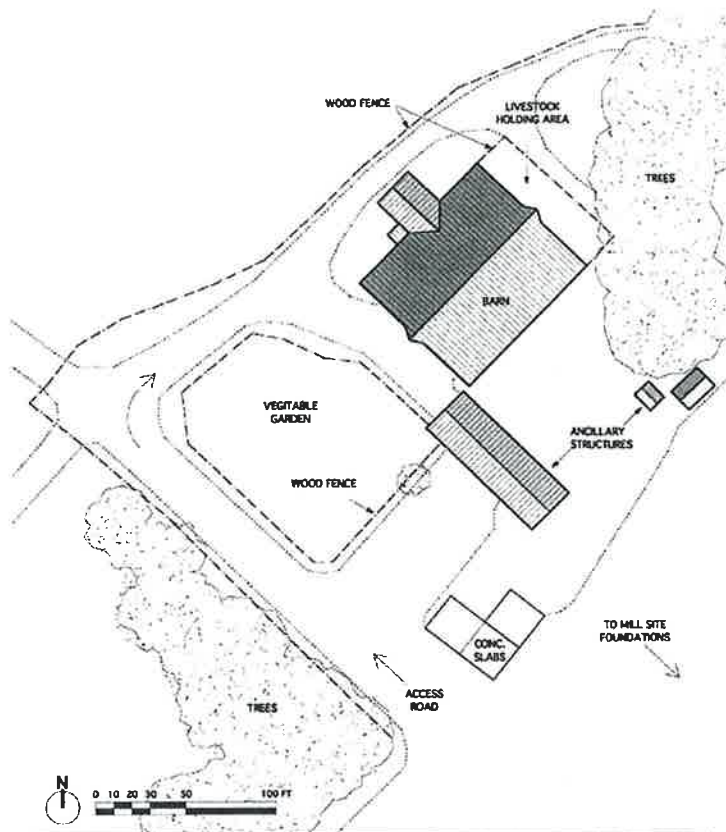 WOOD FENCE
LIVESTOCK
HOLDING AREA
TREES
BARN
VEGITABLE
GARDEN
ANCILLARY
STRUCTURES
WOOD FENCE
TO MILL SITE
FOUNDATIONS
CONC.
SLABS
ACCESS
ROAD
TREES
N
0 10 20 30 50 100 FT